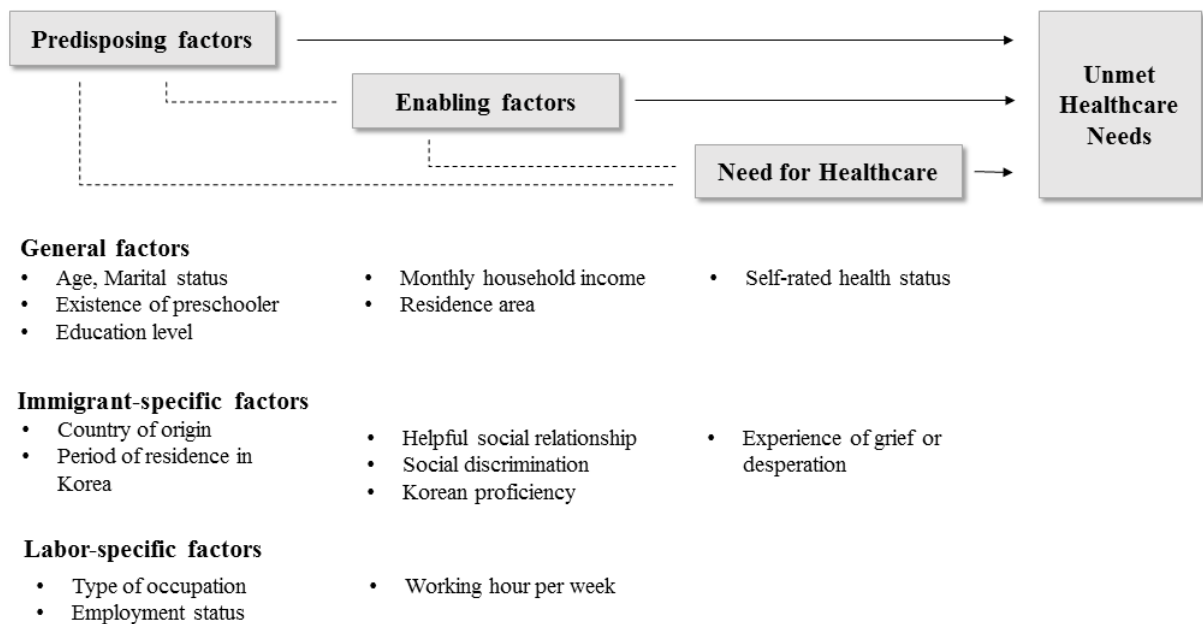 Predisposing factors
Enabling factors
Need for Healthcare
Unmet
Healthcare
Needs
General factors
• Age, Marital status
• Existence of preschooler
• Education level
• Monthly household income
• Residence area
• Self-rated health status
Immigrant-specific factors
• Country of origin
• Period of residence in
Korea
• Helpful social relationship
• Social discrimination
• Korean proficiency
• Experience of grief or
desperation
Labor-specific factors
• Type of occupation
• Employment status
• Working hour per week